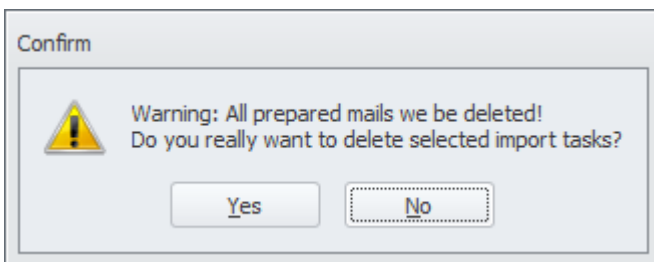 Confirm
Warning: All prepared mails we be deleted!
Do you really want to delete selected import tasks?
Yes No